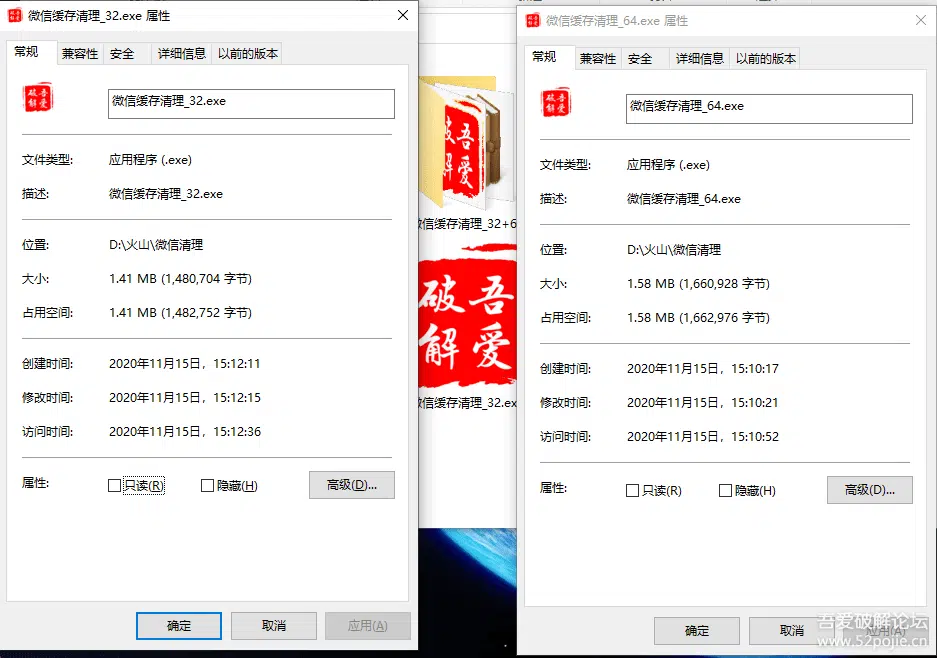 微信缓存清理_32.exe 属性
常规 兼容性 安全 详细信息 以前的版本
破解 吾爱
微信缓存清理_32.exe
文件类型: 应用程序 (.exe)
描述: 微信缓存清理_32.exe
位置: D:\火山\微信清理
大小: 1.41 MB (1,480,704 字节)
占用空间: 1.41 MB (1,482,752 字节)
创建时间: 2020年11月15日，15:12:11
修改时间: 2020年11月15日，15:12:15
访问时间: 2020年11月15日，15:12:36
属性: 只读(R) 隐藏(H) 高级(D)...
确定 取消 应用(A)
吾爱
破解
微信缓存清理_32+6
吾爱
破解
微信缓存清理_32.ex
微信缓存清理_64.exe 属性
常规 兼容性 安全 详细信息 以前的版本
破解 吾爱
微信缓存清理_64.exe
文件类型: 应用程序 (.exe)
描述: 微信缓存清理_64.exe
位置: D:\火山\微信清理
大小: 1.58 MB (1,660,928 字节)
占用空间: 1.58 MB (1,662,976 字节)
创建时间: 2020年11月15日，15:10:17
修改时间: 2020年11月15日，15:10:21
访问时间: 2020年11月15日，15:10:52
属性: 只读(R) 隐藏(H) 高级(D)...
确定 取消 应用(A)
吾爱破解论坛
www.52pojie.cn